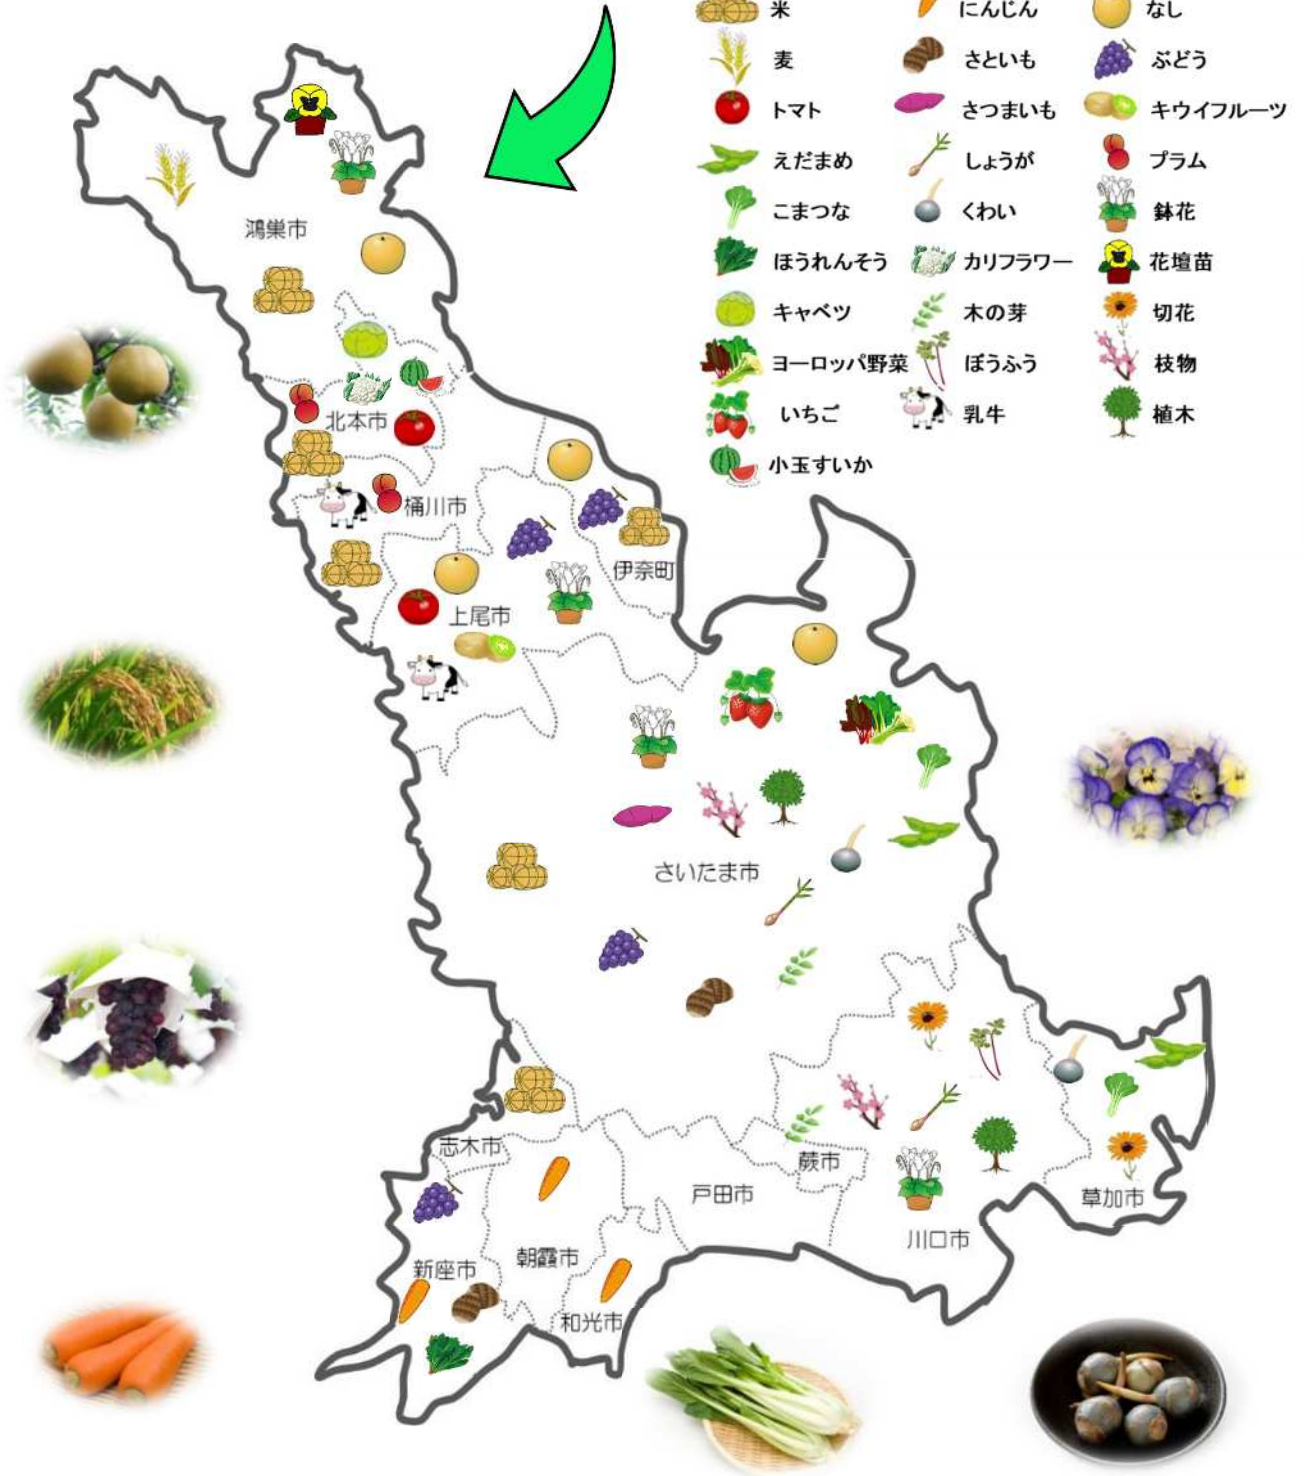 米 にんじん なし
麦 さといも ぶどう
トマト さつまいも キウイフルーツ
えだまめ しょうが プラム
こまつな くわい 鉢花
ほうれんそう カリフラワー 花壇苗
キャベツ 木の芽 切花
ヨーロッパ野菜 ぼうふう 枝物
いちご 乳牛 植木
小玉すいか
鴻巣市
北本市
桶川市
伊奈町
上尾市
さいたま市
志木市
蕨市
戸田市
草加市
川口市
朝霞市
新座市
和光市